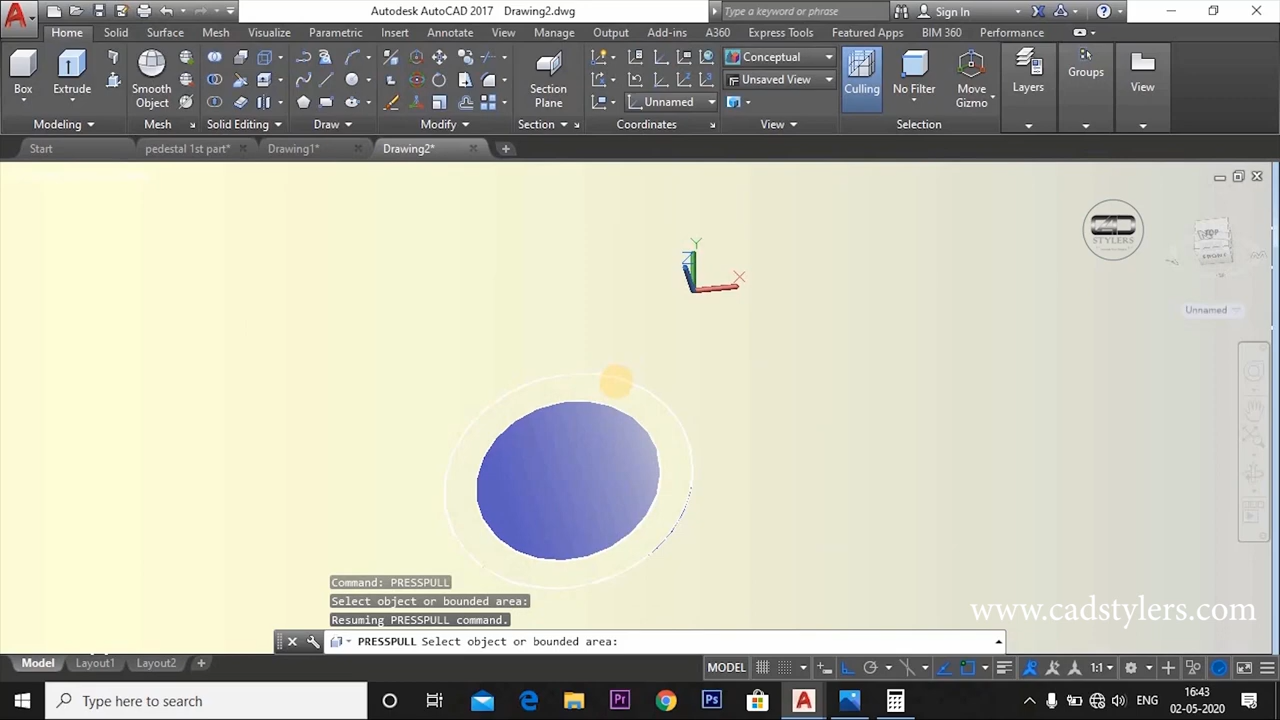 Autodesk AutoCAD 2017 Drawing2.dwg
Type a keyword or phrase
Sign In
Home Solid Surface Mesh Visualize Parametric Insert Annotate View Manage Output Add-ins A360 Express Tools Featured Apps BIM 360 Performance
Box
Extrude
Smooth Object
Section Plane
Conceptual
Unsaved View
Unnamed
Culling
No Filter
Move Gizmo
Layers
Groups
View
Modeling Mesh Solid Editing Draw Modify Section Coordinates View Selection
Start pedestal 1st part* Drawing1* Drawing2*
Y
X
Z
STYLERS
TOP
FRONT
Unnamed
Command: PRESSPULL
Select object or bounded area:
Resuming PRESSPULL command.
PRESSPULL Select object or bounded area:
www.cadstylers.com
Model Layout1 Layout2
MODEL
1:1
Type here to search
Pr
Ps
A
ENG
16:43
02-05-2020